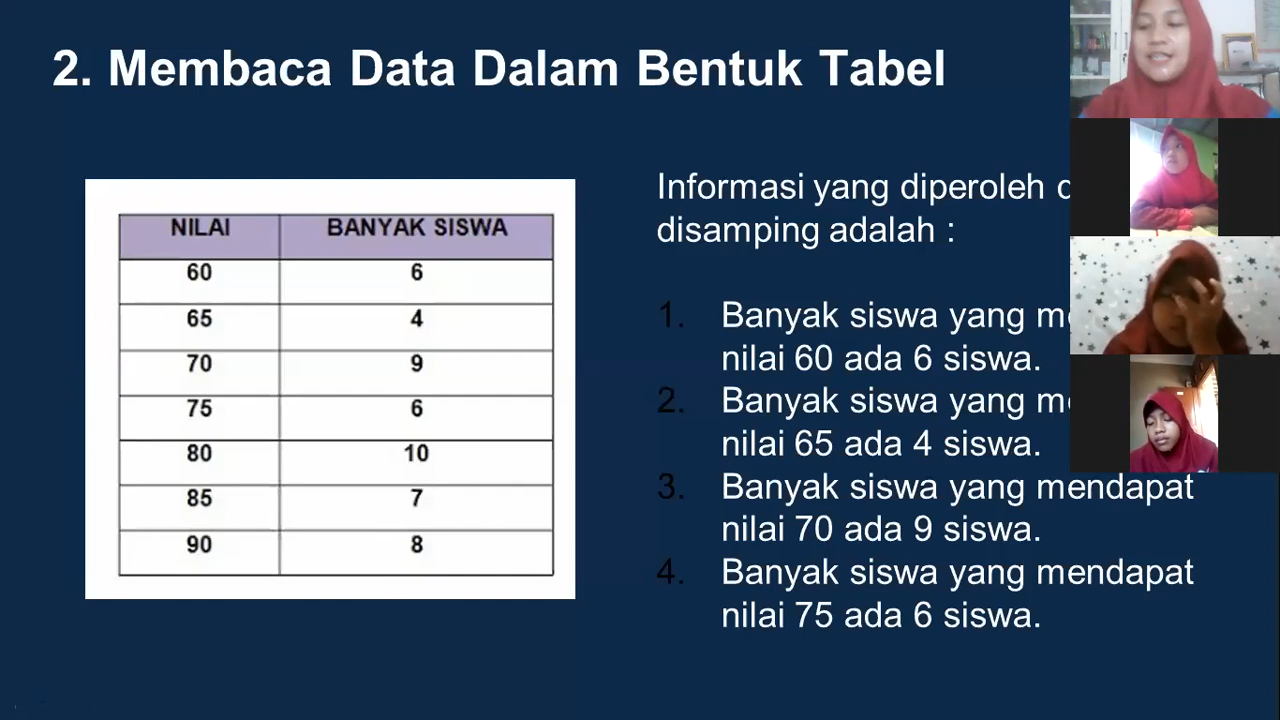 2. Membaca Data Dalam Bentuk Tabel
NILAI BANYAK SISWA
60 6
65 4
70 9
75 6
80 10
85 7
90 8
Informasi yang diperoleh
disamping adalah :
1. Banyak siswa yang
nilai 60 ada 6 siswa.
2. Banyak siswa yang
nilai 65 ada 4 siswa.
3. Banyak siswa yang mendapat
nilai 70 ada 9 siswa.
4. Banyak siswa yang mendapat
nilai 75 ada 6 siswa.